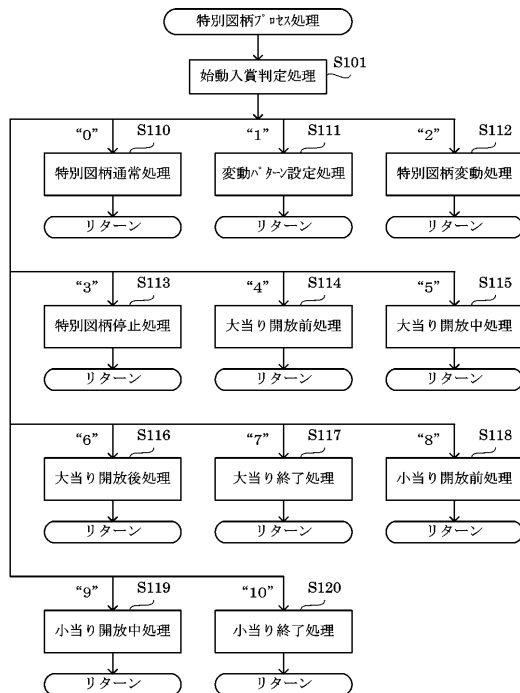 特別図柄ﾌﾟﾛｾｽ処理
S101
始動入賞判定処理
“0” S110 “1” S111 “2” S112
特別図柄通常処理 変動ﾊﾟﾀｰﾝ設定処理 特別図柄変動処理
リターン リターン リターン
“3” S113 “4” S114 “5” S115
特別図柄停止処理 大当り開放前処理 大当り開放中処理
リターン リターン リターン
“6” S116 “7” S117 “8” S118
大当り開放後処理 大当り終了処理 小当り開放前処理
リターン リターン リターン
“9” S119 “10” S120
小当り開放中処理 小当り終了処理
リターン リターン